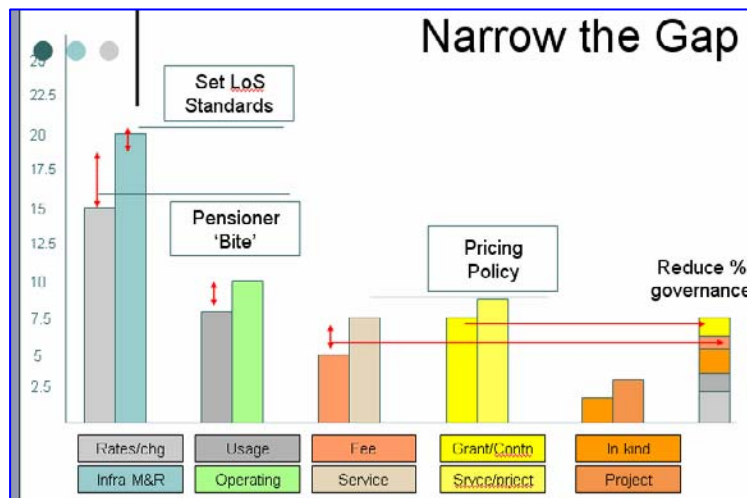 Narrow the Gap
25
22.5
20
17.5
15
12.5
10
7.5
5
2.5
Set LoS
Standards
Pensioner
‘Bite’
Pricing
Policy
Reduce %
governance
Rates/chg
Usage
Fee
Grant/Contn
In kind
Infra M&R
Operating
Service
Srvce/prject
Project